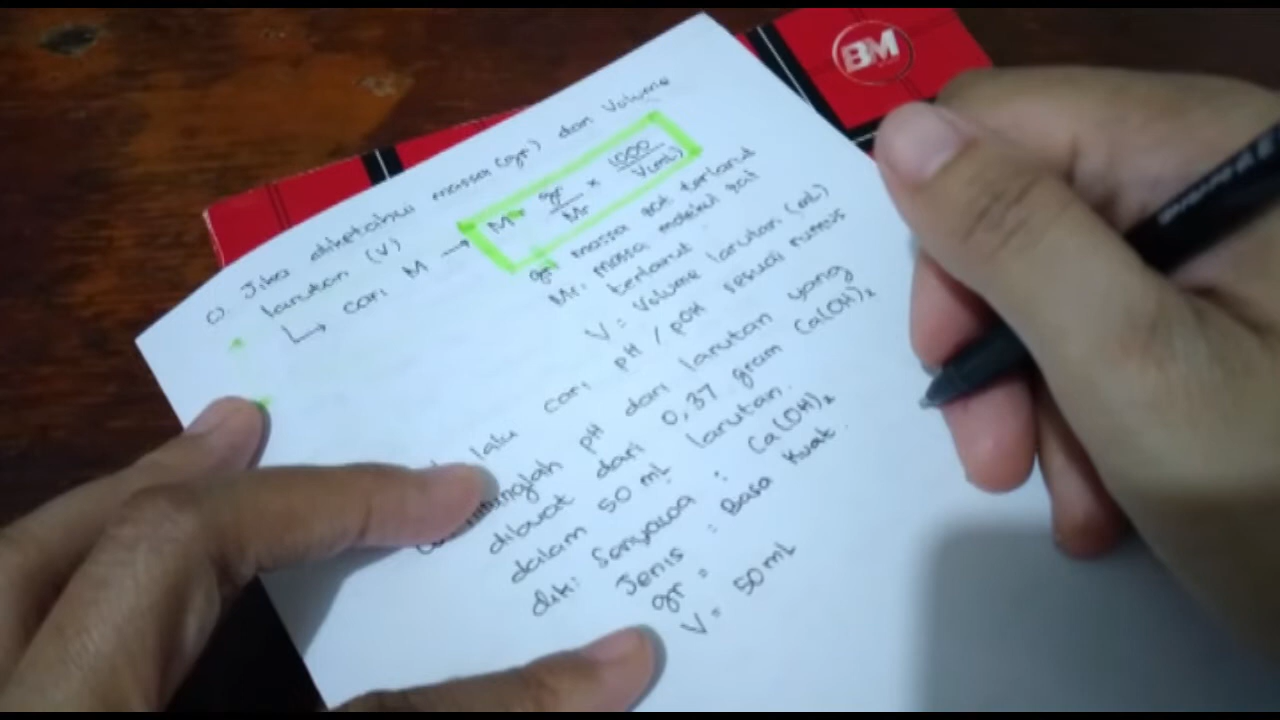 BM
c) Jika diketahui massa (gr) dan Volume
larutan (V)
↳ cari M → M = gr/Mr × 1000/V(mL)
gr: massa zat terlarut
Mr: massa molekul zat
terlarut
V = Volume larutan (mL)
lalu cari pH / pOH sesuai rumus
pH dari larutan yang
dibuat dari 0,37 gram Ca(OH)₂
dalam 50 mL larutan.
dik: Senyawa : Ca(OH)₂
Jenis : Basa Kuat.
gr =
V = 50 mL